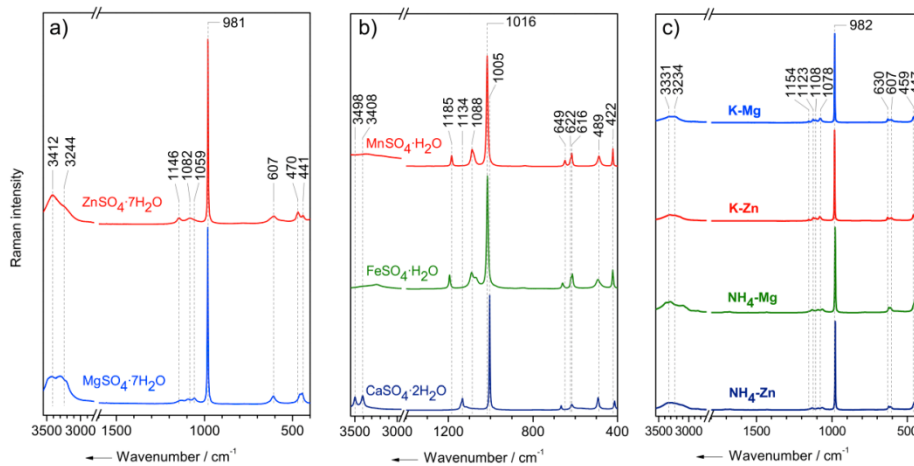 Raman intensity
a)
981
3412
3244
1146
1082
1059
607
470
441
ZnSO4·7H2O
MgSO4·7H2O
3500 3000 1500 1000 500
Wavenumber / cm-1
b)
1016
1005
3498
3408
1185
1134
1088
649
622
616
489
422
MnSO4·H2O
FeSO4·H2O
CaSO4·2H2O
3500 3000 1200 800 600 400
Wavenumber / cm-1
c)
982
3331
3234
1154
1123
1108
1078
630
607
459
K-Mg
K-Zn
NH4-Mg
NH4-Zn
3500 3000 1500 1000
Wavenumber / cm-1